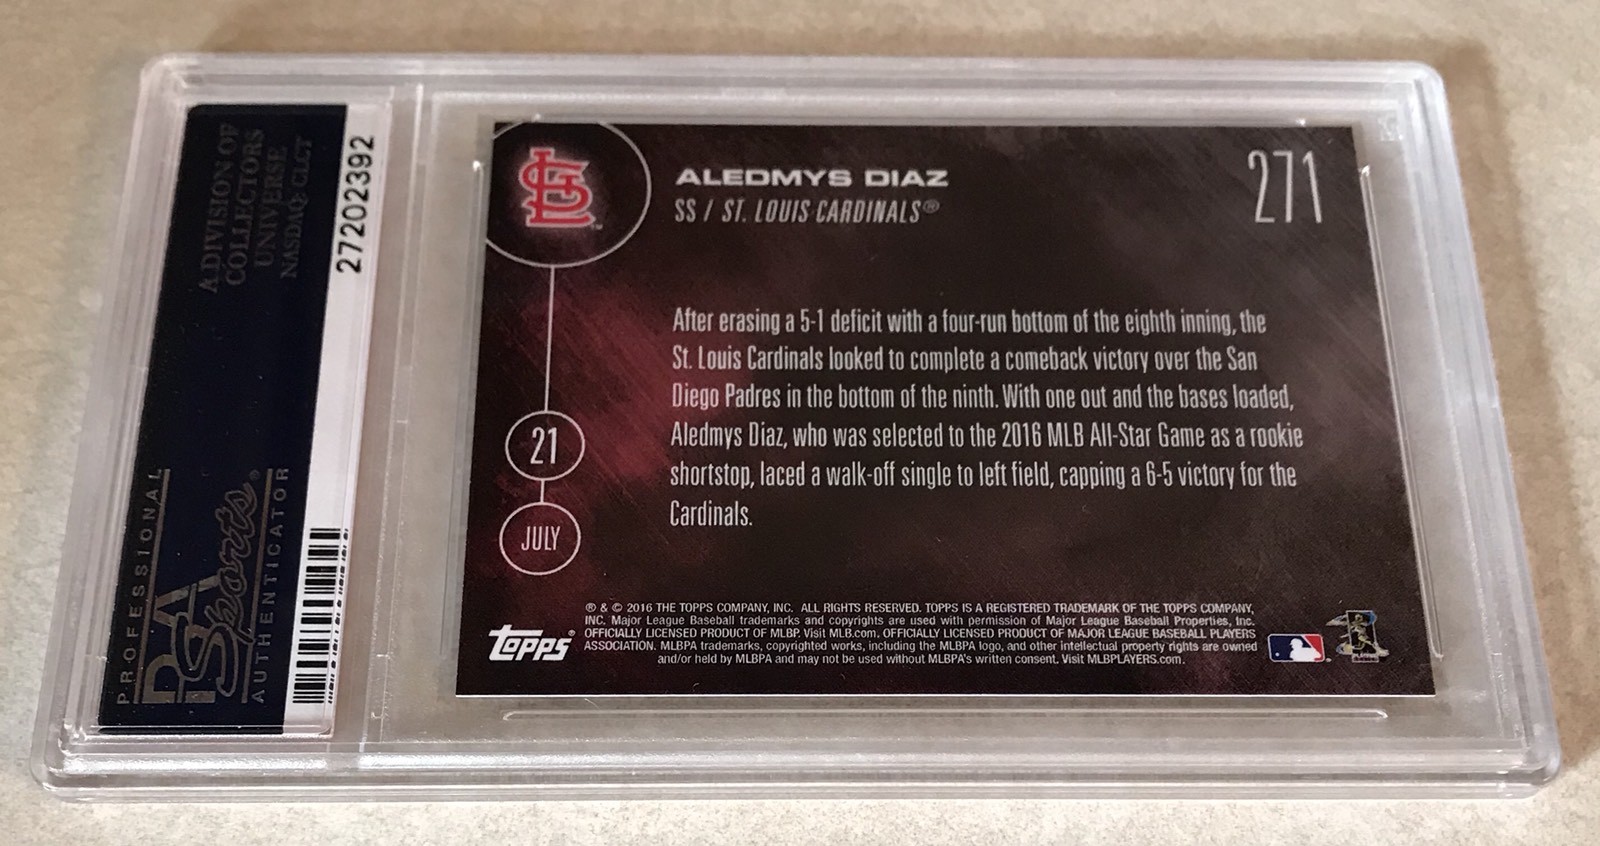 A DIVISION OF
COLLECTORS
UNIVERSE
NASDAQ: CLCT
27202392
PROFESSIONAL
PSA
Sports®
AUTHENTICATOR
STL
™
ALEDMYS DIAZ
SS / ST. LOUIS CARDINALS®
271
After erasing a 5-1 deficit with a four-run bottom of the eighth inning, the
St. Louis Cardinals looked to complete a comeback victory over the San
Diego Padres in the bottom of the ninth. With one out and the bases loaded,
Aledmys Diaz, who was selected to the 2016 MLB All-Star Game as a rookie
shortstop, laced a walk-off single to left field, capping a 6-5 victory for the
Cardinals.
21
JULY
topps®
® & © 2016 THE TOPPS COMPANY, INC. ALL RIGHTS RESERVED. TOPPS IS A REGISTERED TRADEMARK OF THE TOPPS COMPANY,
INC. Major League Baseball trademarks and copyrights are used with permission of Major League Baseball Properties, Inc.
OFFICIALLY LICENSED PRODUCT OF MLBP. Visit MLB.com. OFFICIALLY LICENSED PRODUCT OF MAJOR LEAGUE BASEBALL PLAYERS
ASSOCIATION. MLBPA trademarks, copyrighted works, including the MLBPA logo, and other intellectual property rights are owned
and/or held by MLBPA and may not be used without MLBPA's written consent. Visit MLBPLAYERS.com.